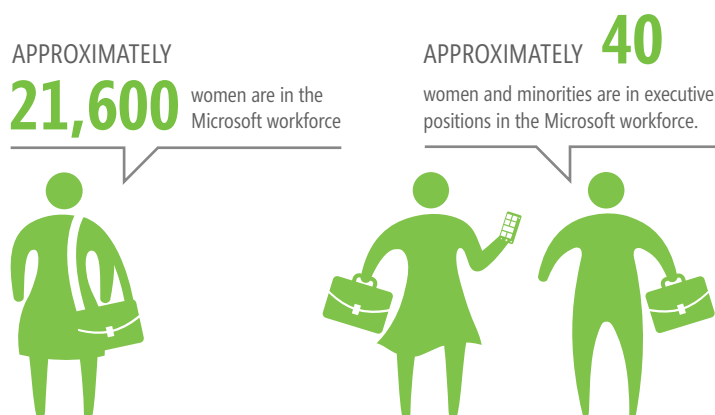 APPROXIMATELY
21,600 women are in the
Microsoft workforce
APPROXIMATELY 40
women and minorities are in executive
positions in the Microsoft workforce.